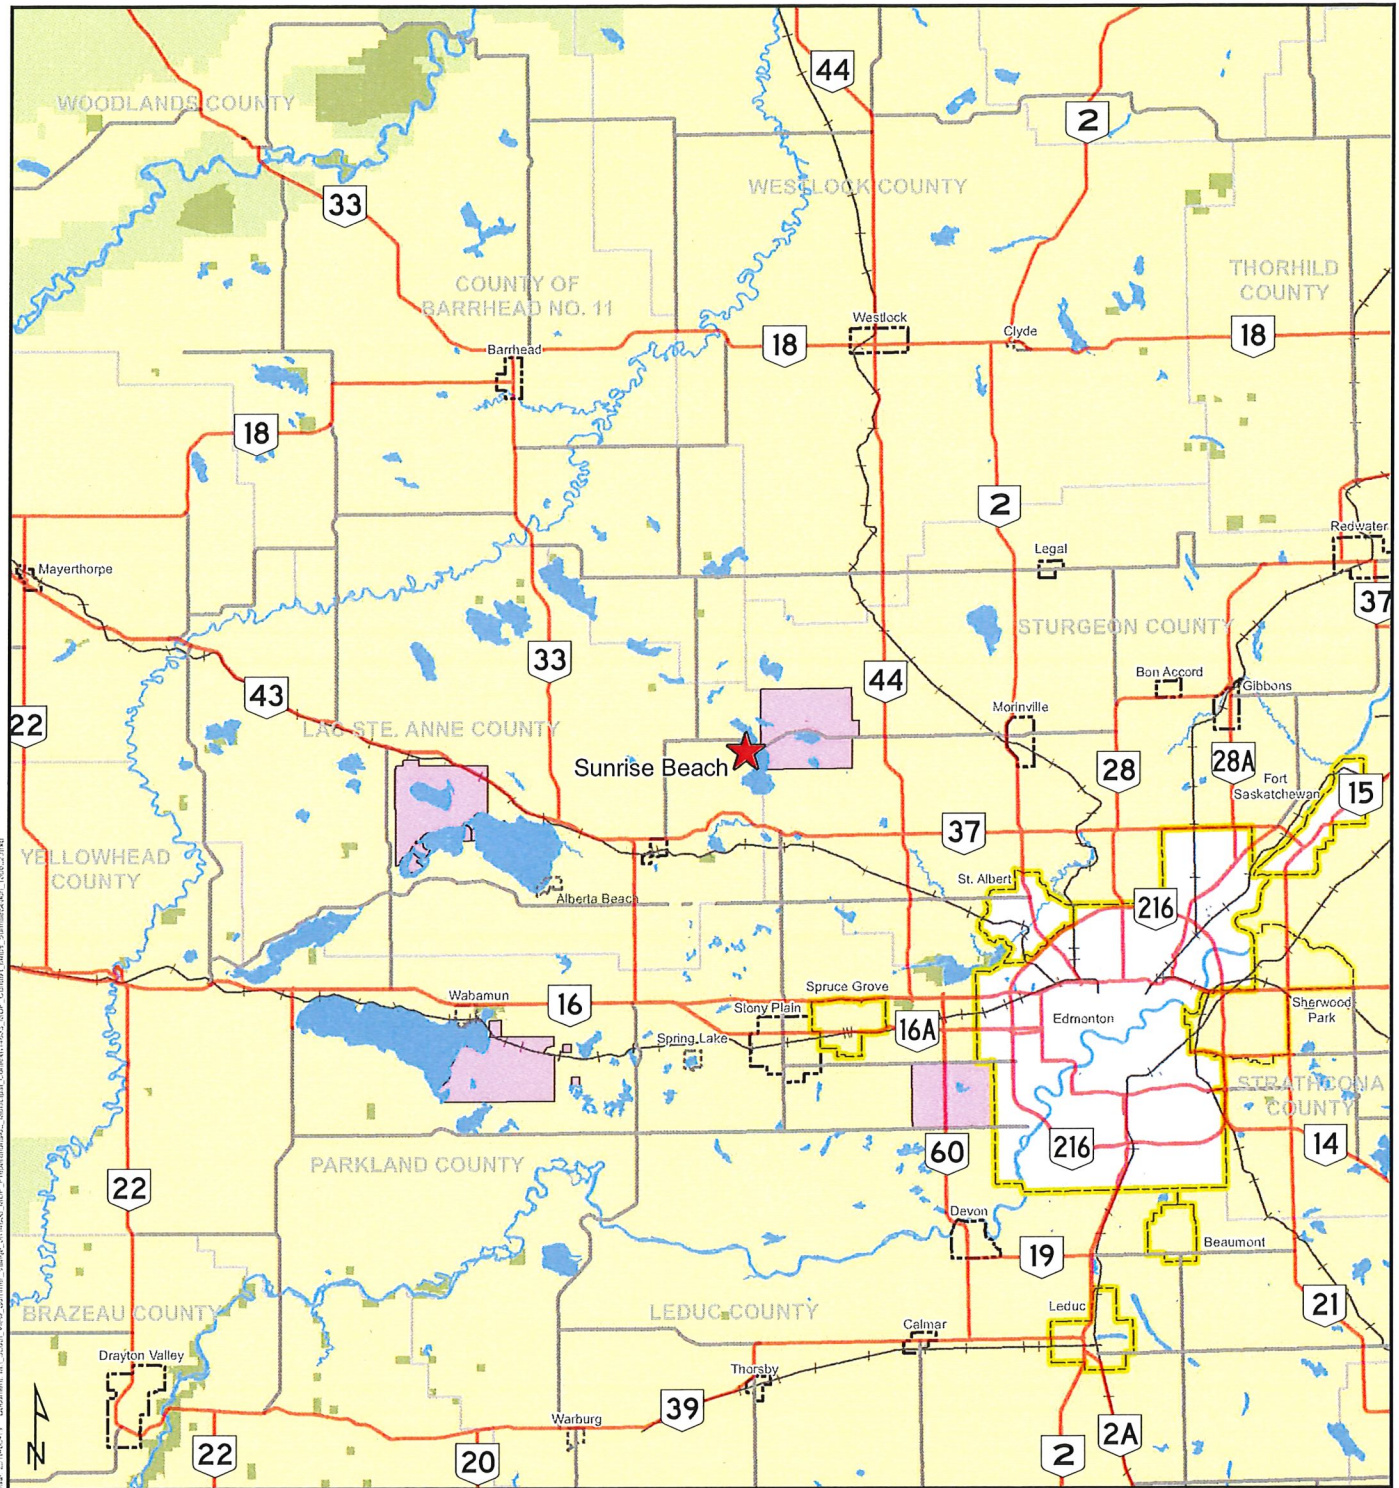 44
2
WOODLANDS COUNTY
WESTLOCK COUNTY
33
COUNTY OF
BARRHEAD NO. 11
THORHILD
COUNTY
Westlock
Clyde
18
18
Barrhead
18
2
Redwater
Legal
Mayerthorpe
37
STURGEON COUNTY
33
Bon Accord
44
Gibbons
43
Morinville
22
LAC STE. ANNE COUNTY
Sunrise Beach
28
28A
Fort
Saskatchewan
15
37
YELLOWHEAD
COUNTY
St. Albert
Alberta Beach
216
Spruce Grove
Wabamun
16
Stony Plain
Sherwood
Park
Edmonton
16A
Spring Lake
STRATHCONA
COUNTY
14
216
60
PARKLAND COUNTY
22
Devon
Beaumont
19
21
Leduc
BRAZEAU COUNTY
LEDUC COUNTY
Calmar
Drayton Valley
Thorsby
39
Warburg
2A
22
20
2
N